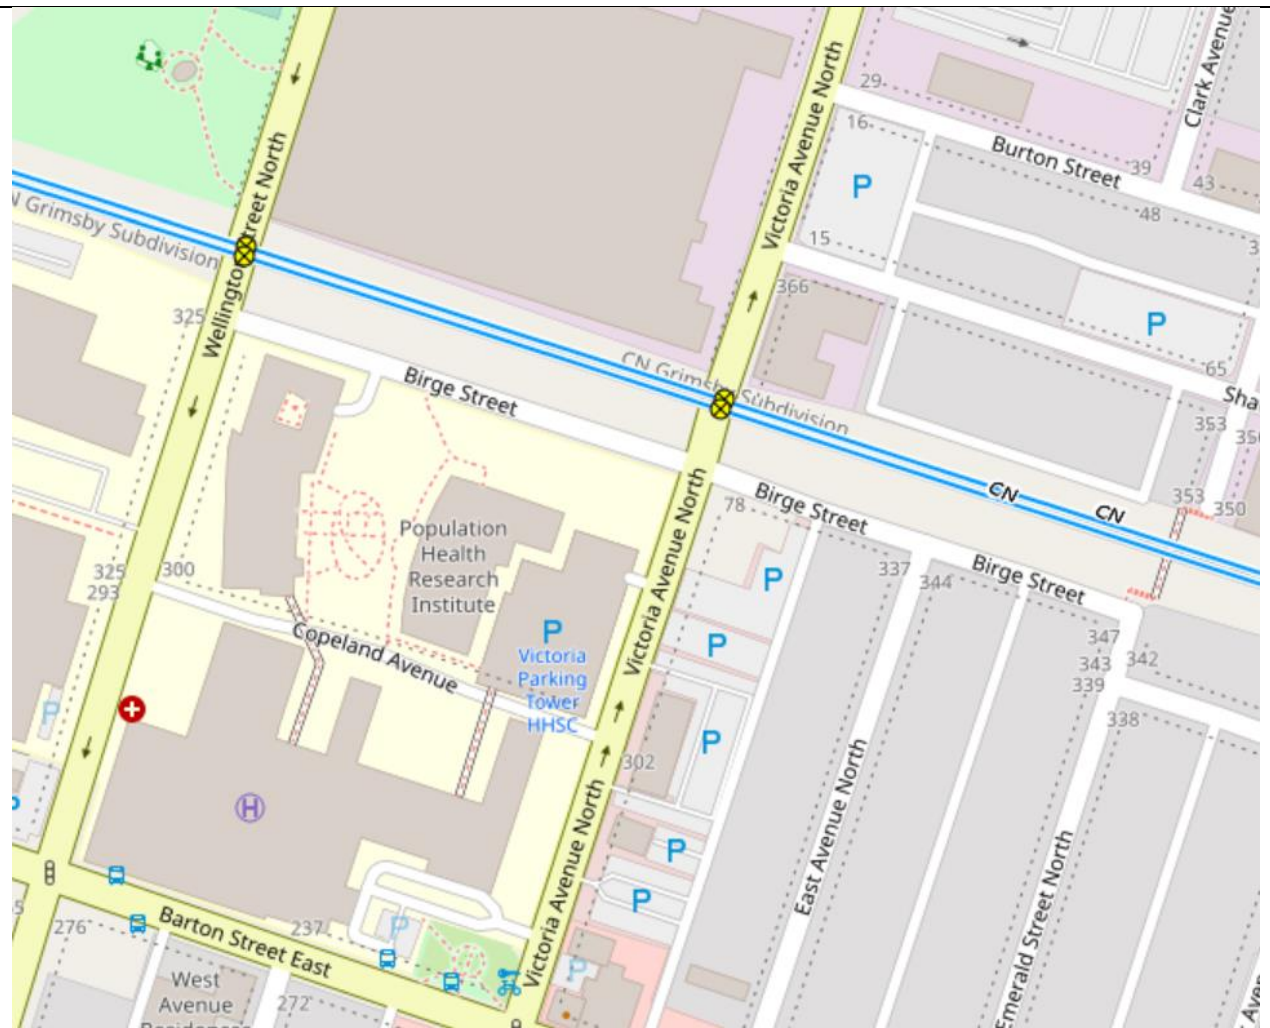 Clark Avenue
29
16
Burton Street
39
43
48
P
Victoria Avenue North
15
366
P
65
Sha
353
350
353
350
Wellington Street North
N Grimsby Subdivision
325
CN Grimsby Subdivision
Birge Street
CN
CN
78
Birge Street
Birge Street
337
344
347
343
339
342
338
325
293
300
Population
Health
Research
Institute
Copeland Avenue
P
Victoria
Parking
Tower
HHSC
Victoria Avenue North
P
P
P
302
P
P
P
P
P
H
Victoria Avenue North
East Avenue North
Emerald Street North
Aven
276
237
272
Barton Street East
P
West
Avenue
Residences